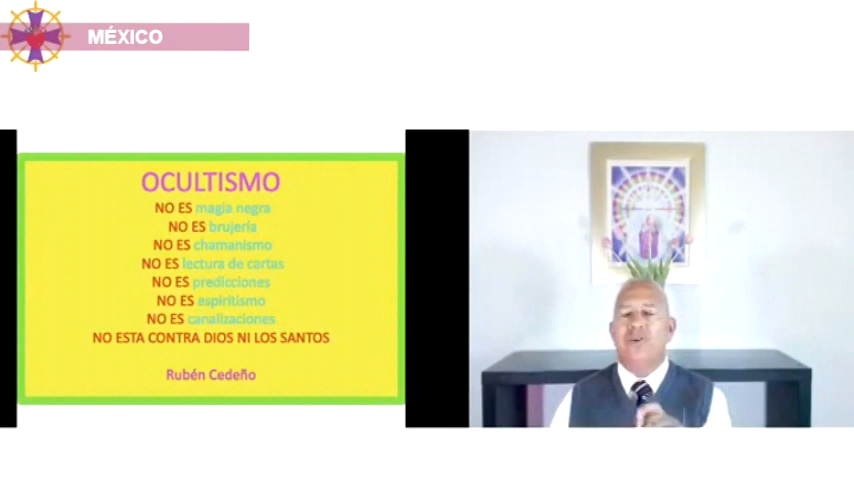 MÉXICO
OCULTISMO
NO ES magia negra
NO ES brujería
NO ES chamanismo
NO ES lectura de cartas
NO ES predicciones
NO ES espiritismo
NO ES canalizaciones
NO ESTA CONTRA DIOS NI LOS SANTOS
Rubén Cedeño